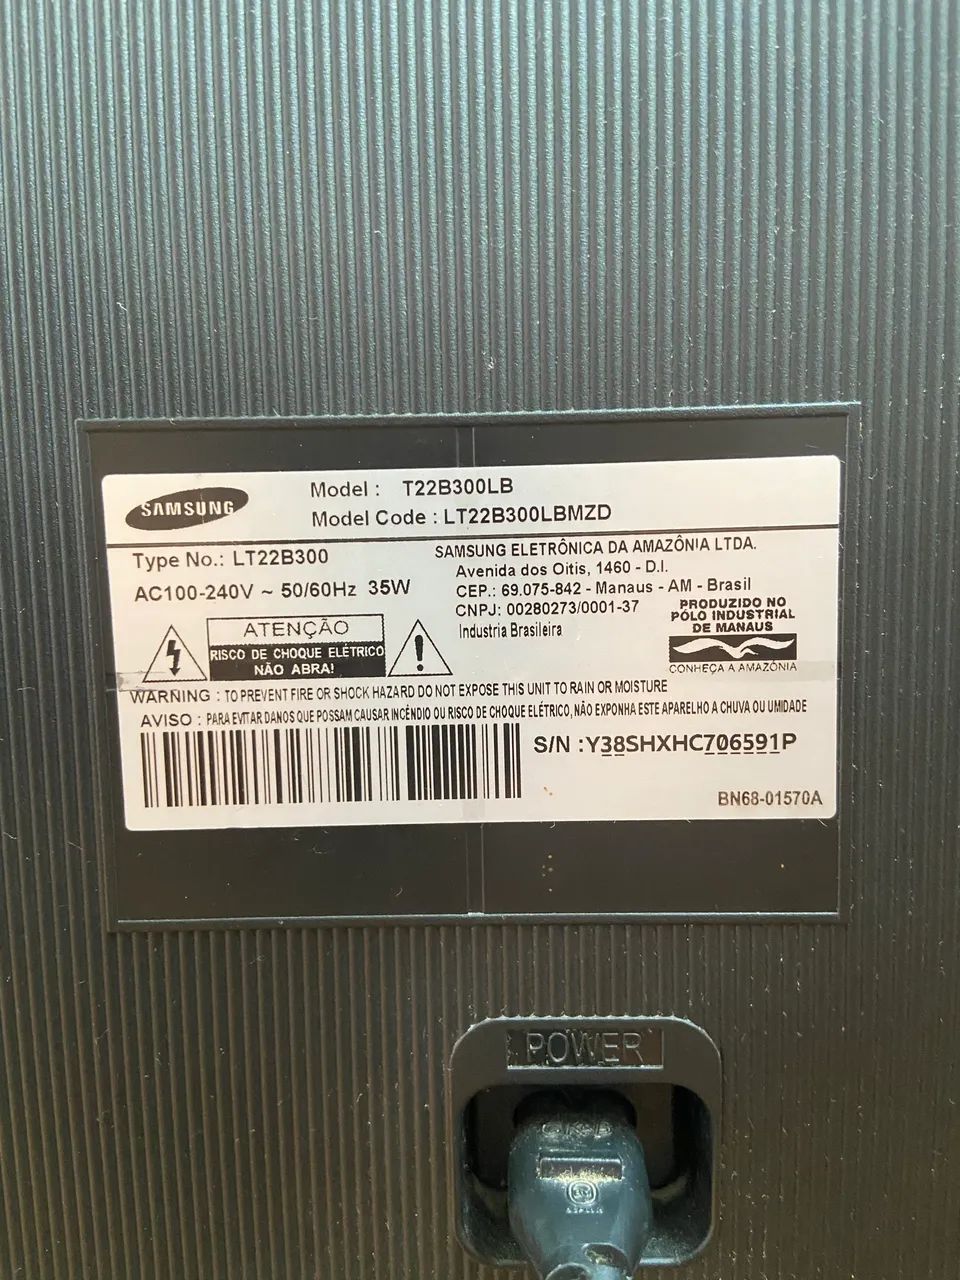 SAMSUNG
Model : T22B300LB
Model Code : LT22B300LBMZD
Type No.: LT22B300
AC100-240V ~ 50/60Hz 35W
SAMSUNG ELETRÔNICA DA AMAZÔNIA LTDA.
Avenida dos Oitis, 1460 - D.I.
CEP.: 69.075-842 - Manaus - AM - Brasil
CNPJ: 00280273/0001-37
Industria Brasileira
PRODUZIDO NO
PÓLO INDUSTRIAL
DE MANAUS
CONHEÇA A AMAZÔNIA
ATENÇÃO
RISCO DE CHOQUE ELÉTRICO
NÃO ABRA!
WARNING : TO PREVENT FIRE OR SHOCK HAZARD DO NOT EXPOSE THIS UNIT TO RAIN OR MOISTURE
AVISO : PARA EVITAR DANOS QUE POSSAM CAUSAR INCÊNDIO OU RISCO DE CHOQUE ELÉTRICO, NÃO EXPONHA ESTE APARELHO A CHUVA OU UMIDADE
S/N :Y38SHXHC706591P
BN68-01570A
POWER